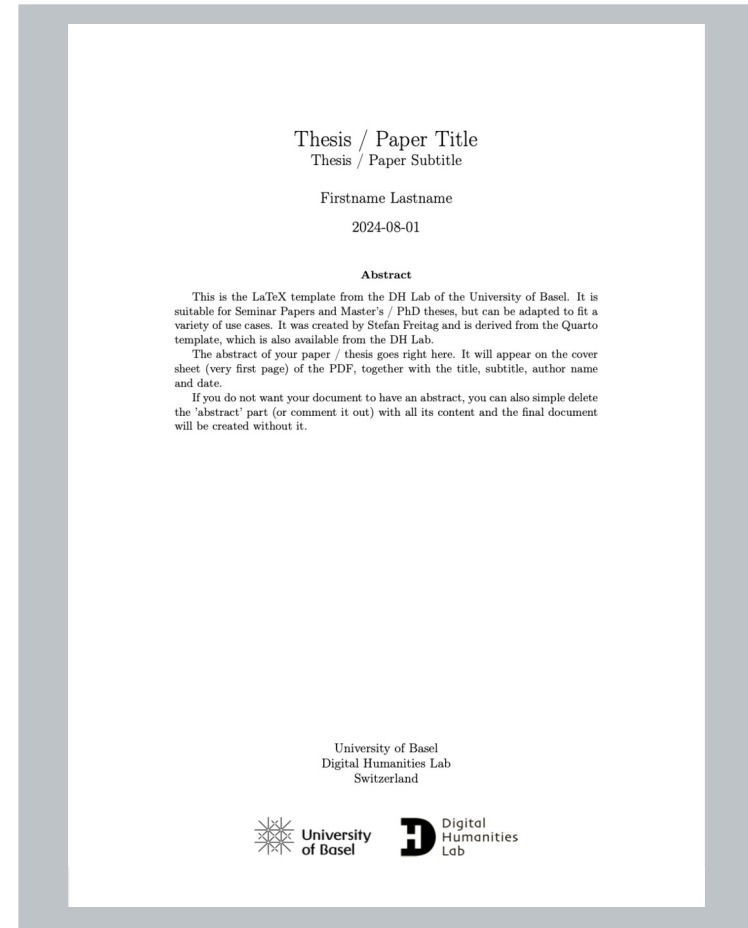 Thesis / Paper Title
Thesis / Paper Subtitle
Firstname Lastname
2024-08-01
Abstract
This is the LaTeX template from the DH Lab of the University of Basel. It is
suitable for Seminar Papers and Master's / PhD theses, but can be adapted to fit a
variety of use cases. It was created by Stefan Freitag and is derived from the Quarto
template, which is also available from the DH Lab.
The abstract of your paper / thesis goes right here. It will appear on the cover
sheet (very first page) of the PDF, together with the title, subtitle, author name
and date.
If you do not want your document to have an abstract, you can also simple delete
the 'abstract' part (or comment it out) with all its content and the final document
will be created without it.
University of Basel
Digital Humanities Lab
Switzerland
University
of Basel
Digital
Humanities
Lab